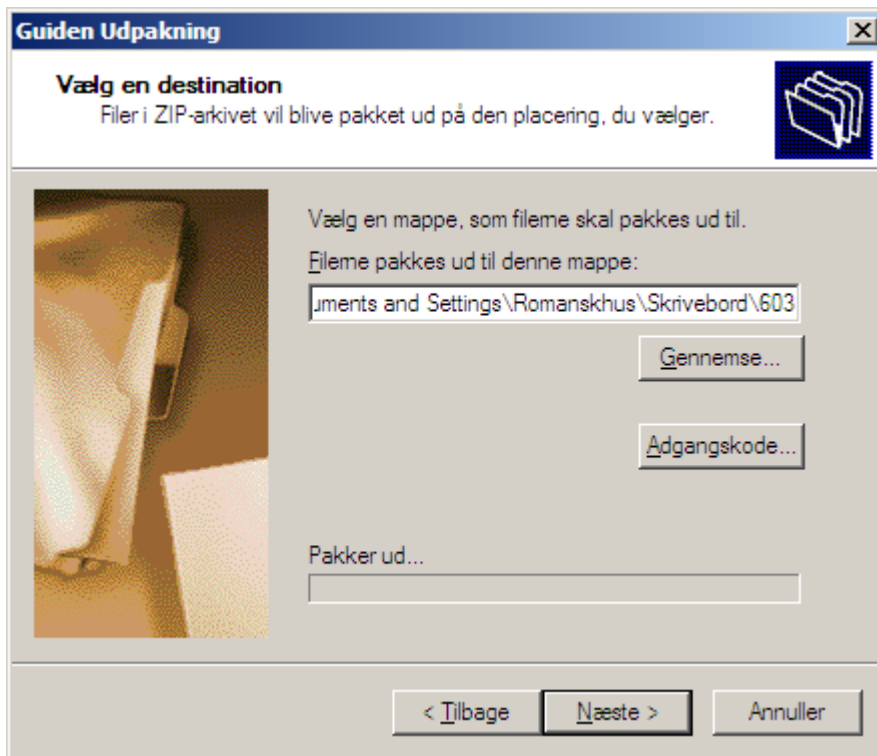 Guiden Udpakning
Vælg en destination
Filer i ZIP-arkivet vil blive pakket ud på den placering, du vælger.
Vælg en mappe, som filerne skal pakkes ud til.
Filerne pakkes ud til denne mappe:
uments and Settings\Romanskhus\Skrivebord\603
Gennemse...
Adgangskode...
Pakker ud...
< Tilbage
Næste >
Annuller